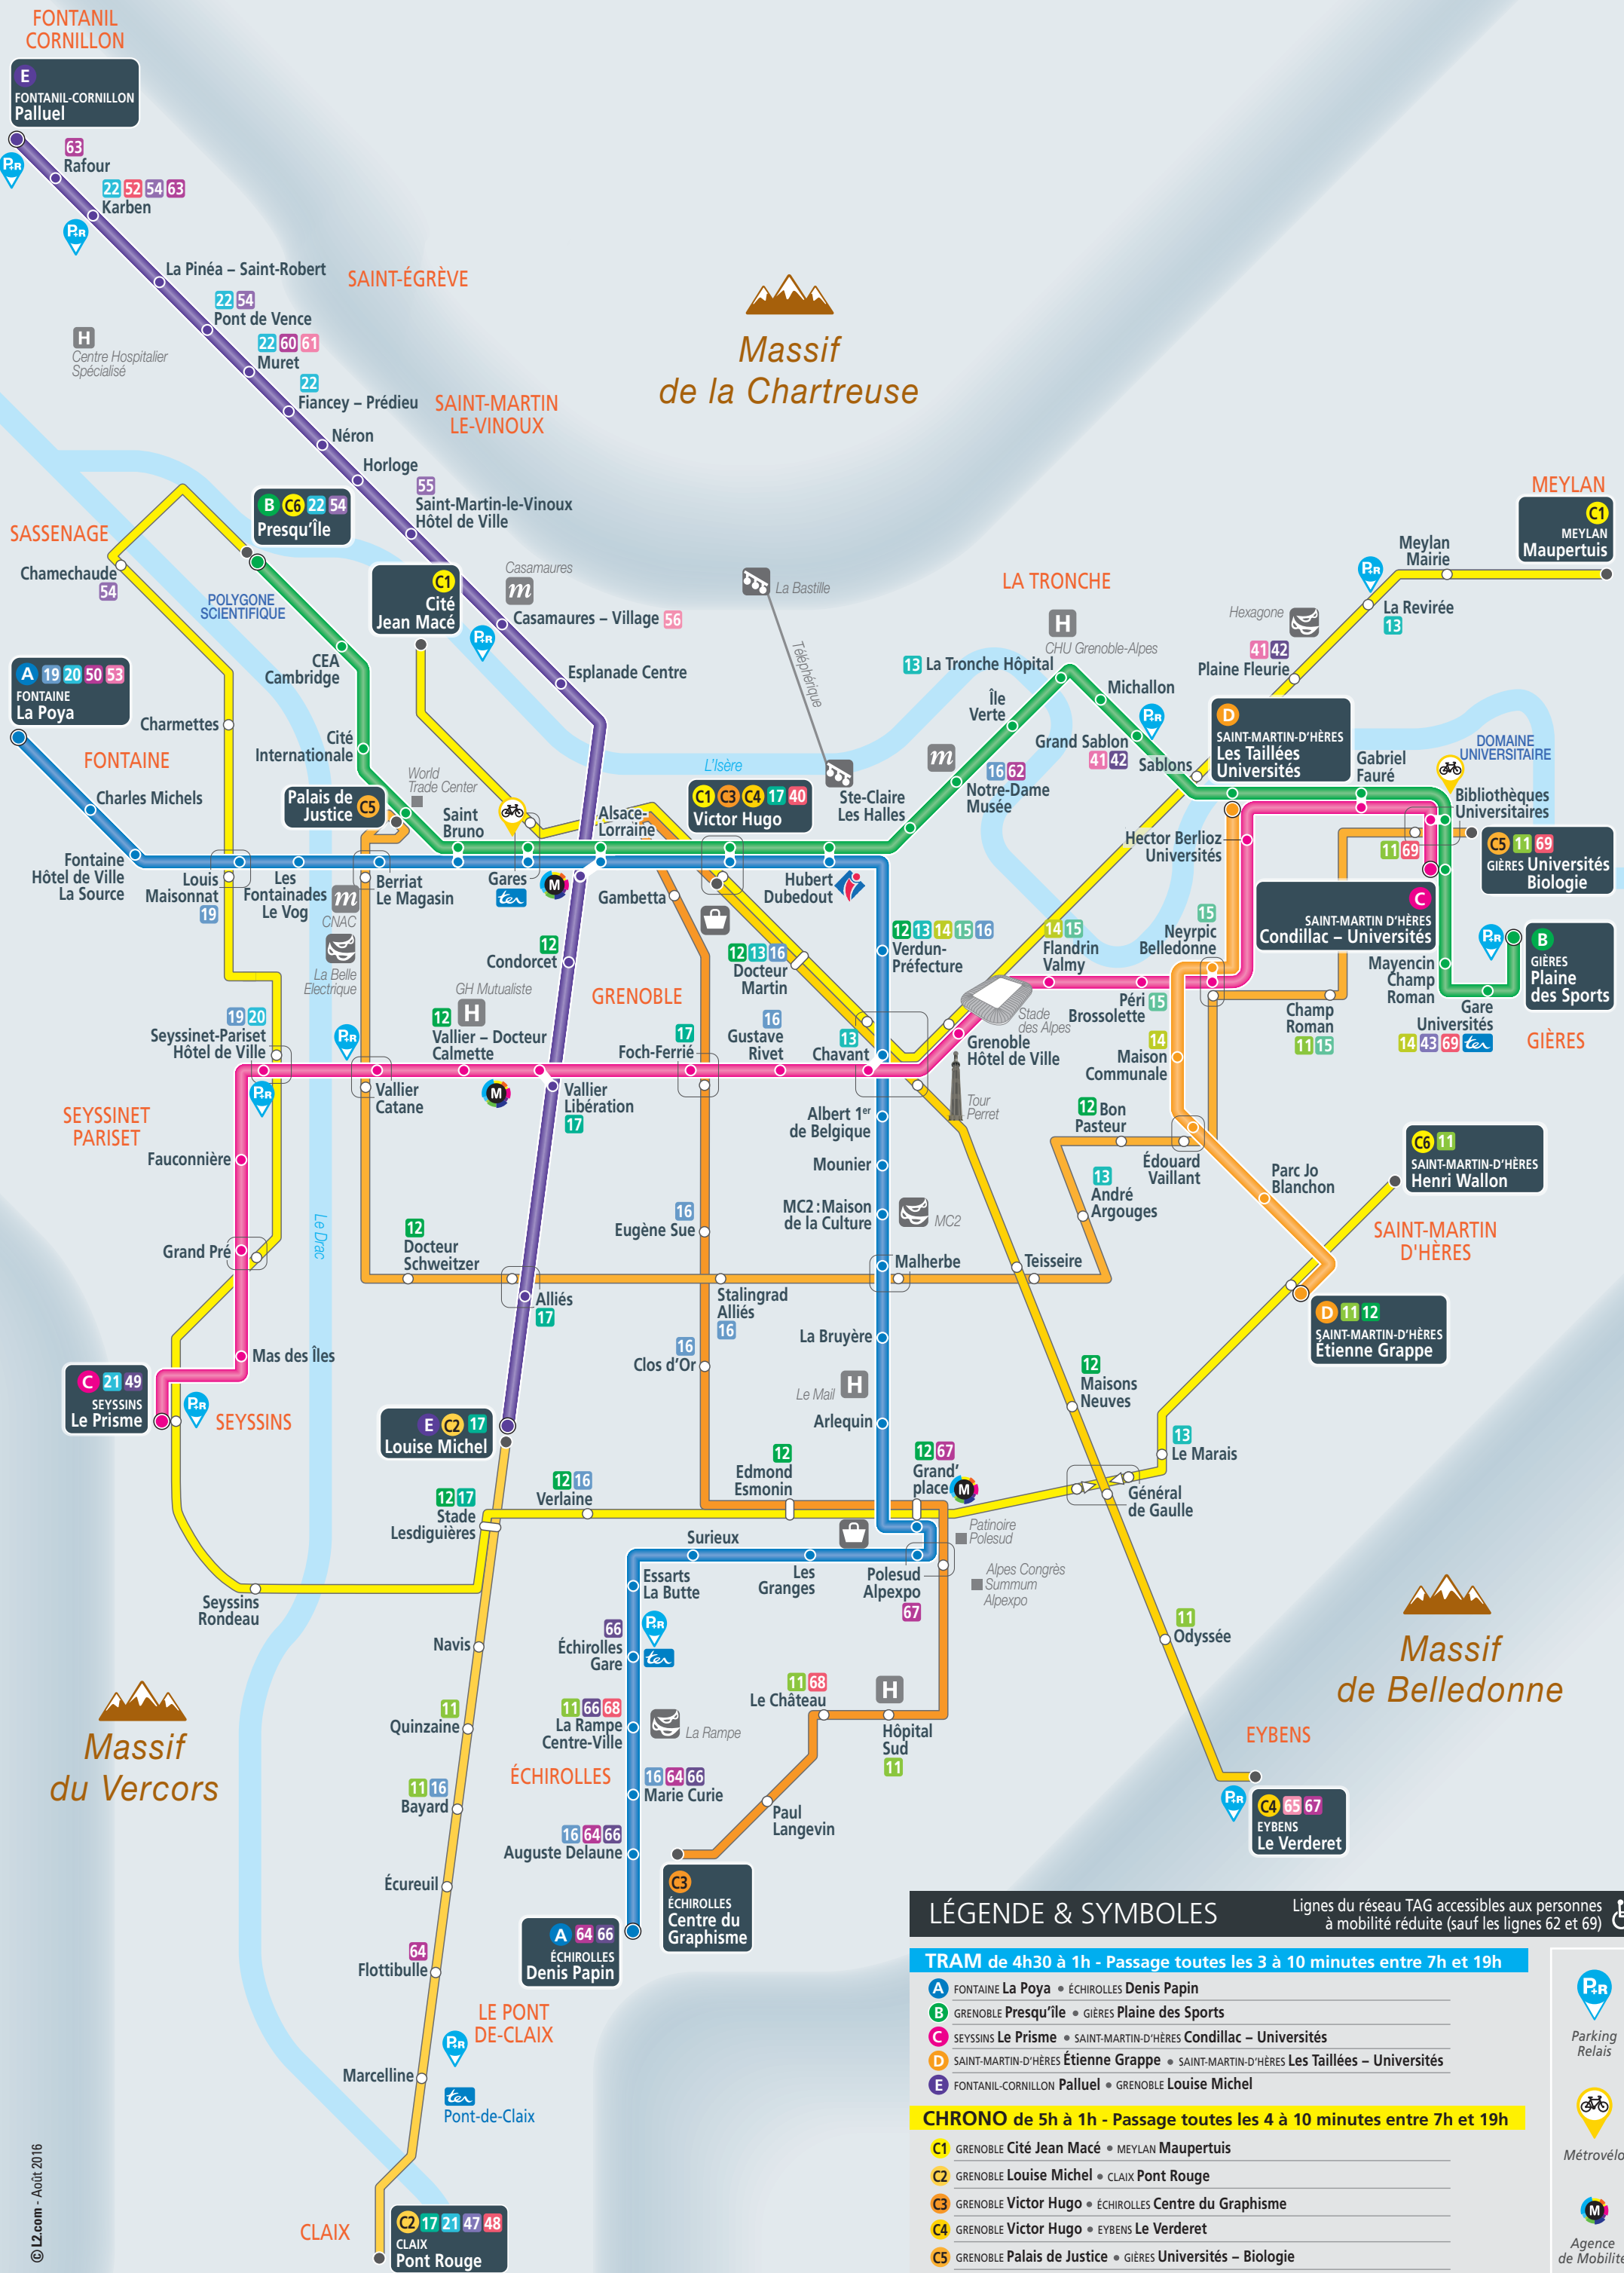 FONTANIL
CORNILLON
E
FONTANIL-CORNILLON
Palluel
P+R
63
Rafour
22 52 54 63
Karben
P+R
La Pinéa – Saint-Robert
SAINT-ÉGRÈVE
22 54
Pont de Vence
H
Centre Hospitalier
Spécialisé
22 60 61
Muret
22
Fiancey – Prédieu
SAINT-MARTIN
LE-VINOUX
Néron
Horloge
55
Saint-Martin-le-Vinoux
Hôtel de Ville
Massif
de la Chartreuse
SASSENAGE
B C6 22 54
Presqu'Île
Chamechaude
54
POLYGONE
SCIENTIFIQUE
C1
Cité
Jean Macé
Casamaures
m
Casamaures – Village 56
P+R
Esplanade Centre
La Bastille
Téléphérique
LA TRONCHE
H
CHU Grenoble-Alpes
13 La Tronche Hôpital
Michallon
Île
Verte
P+R
Grand Sablon
41 42
Sablons
MEYLAN
C1
MEYLAN
Maupertuis
Meylan
Mairie
P+R
La Revirée
13
Hexagone
41 42
Plaine Fleurie
A 19 20 50 53
FONTAINE
La Poya
FONTAINE
Charles Michels
CEA
Cambridge
Charmettes
Cité
Internationale
World
Trade Center
Palais de
Justice C5
Saint
Bruno
L'Isère
Alsace-
Lorraine
C1 C3 C4 17 40
Victor Hugo
Ste-Claire
Les Halles
m
16 62
Notre-Dame
Musée
D
SAINT-MARTIN-D'HÈRES
Les Taillées
Universités
Gabriel
Fauré
DOMAINE
UNIVERSITAIRE
Bibliothèques
Universitaires
Hector Berlioz
Universités
11 69
C5 11 69
GIÈRES Universités
Biologie
Fontaine
Hôtel de Ville
La Source
Louis
Maisonnat
19
Les
Fontainades
Le Vog
m
CNAC
La Belle
Electrique
Berriat
Le Magasin
Gares
ter
M
Gambetta
Hubert
Dubedout
C
SAINT-MARTIN D'HÈRES
Condillac – Universités
15
Neyrpic
Belledonne
P+R
B
GIÈRES
Plaine
des Sports
Mayencin
Champ
Roman
Gare
Universités
14 43 69 ter
GIÈRES
12
Condorcet
12 13 16
Docteur
Martin
12 13 14 15 16
Verdun-
Préfecture
14 15
Flandrin
Valmy
Péri 15
Brossolette
Champ
Roman
11 15
GRENOBLE
GH Mutualiste
12 H
Vallier – Docteur
Calmette
17
Foch-Ferrié
16
Gustave
Rivet
13
Chavant
Stade
des Alpes
Grenoble
Hôtel de Ville
14
Maison
Communale
19 20
Seyssinet-Pariset
Hôtel de Ville
P+R
P+R
Vallier
Catane
M
Vallier
Libération
17
SEYSSINET
PARISET
Tour
Perret
12 Bon
Pasteur
Albert 1er
de Belgique
Mounier
Édouard
Vaillant
C6 11
SAINT-MARTIN-D'HÈRES
Henri Wallon
Fauconnière
Parc Jo
Blanchon
13
André
Argouges
MC2 : Maison
de la Culture
MC2
16
Eugène Sue
SAINT-MARTIN
D'HÈRES
Le Drac
Grand Pré
12
Docteur
Schweitzer
Malherbe
Teisseire
Alliés
17
Stalingrad
Alliés
16
D 11 12
SAINT-MARTIN-D'HÈRES
Étienne Grappe
Mas des Îles
La Bruyère
16
Clos d'Or
C 21 49
SEYSSINS
Le Prisme
P+R
SEYSSINS
Le Mail H
Arlequin
12
Maisons
Neuves
E C2 17
Louise Michel
13
Le Marais
12
Edmond
Esmonin
12 67
Grand'
place
M
Général
de Gaulle
12 16
Verlaine
12 17
Stade
Lesdiguières
Patinoire
Polesud
Surieux
Les
Granges
Polesud
Alpexpo
67
Alpes Congrès
Summum
Alpexpo
Seyssins
Rondeau
Essarts
La Butte
P+R
66
Échirolles
Gare
ter
Navis
11
Odyssée
Massif
de Belledonne
11
Quinzaine
11 66 68
La Rampe
Centre-Ville
La Rampe
11 68
Le Château
H
Hôpital
Sud
11
Massif
du Vercors
EYBENS
ÉCHIROLLES
16 64 66
Marie Curie
11 16
Bayard
Paul
Langevin
P+R
C4 65 67
EYBENS
Le Verderet
16 64 66
Auguste Delaune
Écureuil
C3
ÉCHIROLLES
Centre du
Graphisme
A 64 66
ÉCHIROLLES
Denis Papin
64
Flottibulle
LE PONT
DE-CLAIX
P+R
Marcelline
ter
Pont-de-Claix
CLAIX
C2 17 21 47 48
CLAIX
Pont Rouge
© L2.com - Août 2016
LÉGENDE & SYMBOLES
Lignes du réseau TAG accessibles aux personnes
à mobilité réduite (sauf les lignes 62 et 69)
TRAM de 4h30 à 1h - Passage toutes les 3 à 10 minutes entre 7h et 19h
A FONTAINE La Poya • ÉCHIROLLES Denis Papin
B GRENOBLE Presqu'île • GIÈRES Plaine des Sports
C SEYSSINS Le Prisme • SAINT-MARTIN-D'HÈRES Condillac – Universités
D SAINT-MARTIN-D'HÈRES Étienne Grappe • SAINT-MARTIN-D'HÈRES Les Taillées – Universités
E FONTANIL-CORNILLON Palluel • GRENOBLE Louise Michel
CHRONO de 5h à 1h - Passage toutes les 4 à 10 minutes entre 7h et 19h
C1 GRENOBLE Cité Jean Macé • MEYLAN Maupertuis
C2 GRENOBLE Louise Michel • CLAIX Pont Rouge
C3 GRENOBLE Victor Hugo • ÉCHIROLLES Centre du Graphisme
C4 GRENOBLE Victor Hugo • EYBENS Le Verderet
C5 GRENOBLE Palais de Justice • GIÈRES Universités – Biologie
P+R
Parking
Relais
Métrovélo
M
Agence
de Mobilité